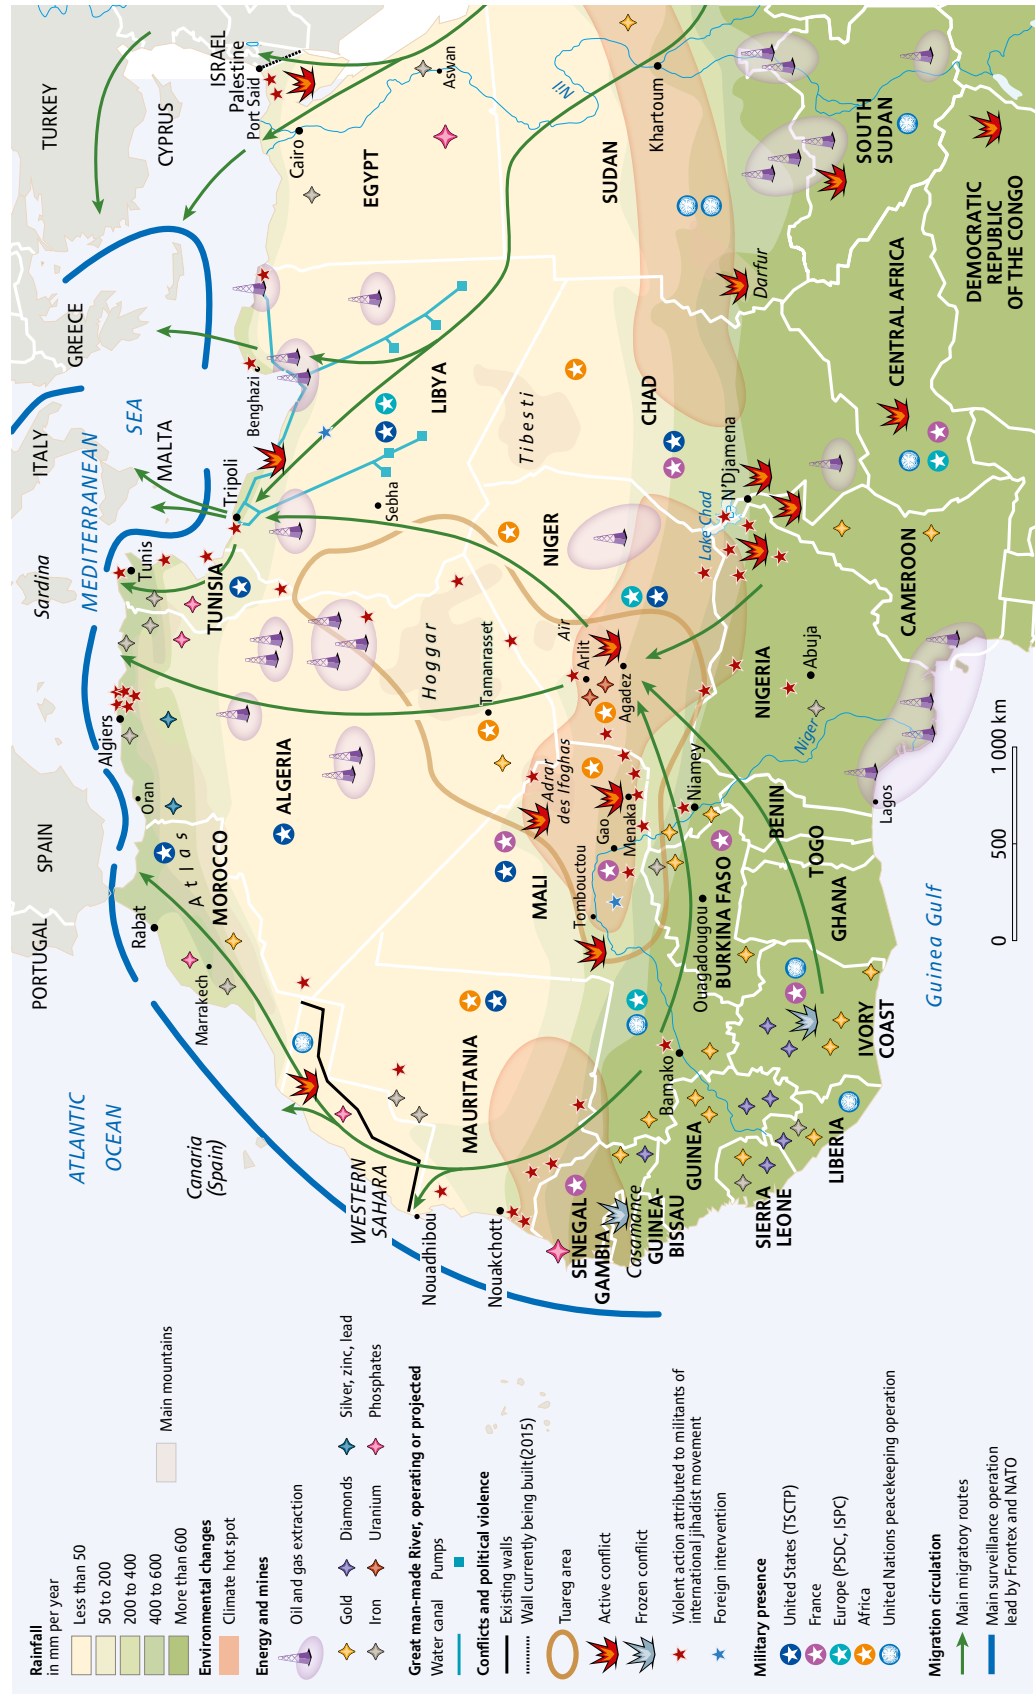 Rainfall
in mm per year
Less than 50
50 to 200
200 to 400
400 to 600
More than 600
Main mountains
Environmental changes
Climate hot spot
Energy and mines
Oil and gas extraction
Gold
Diamonds
Silver, zinc, lead
Iron
Uranium
Phosphates
Great man-made River, operating or projected
Water canal
Pumps
Conflicts and political violence
Existing walls
Wall currently being built(2015)
Tuareg area
Active conflict
Frozen conflict
Violent action attributed to militants of
international jihadist movement
Foreign intervention
Military presence
United States (TSCTP)
France
Europe (PSDC, ISPC)
Africa
United Nations peacekeeping operation
Migration circulation
Main migratory routes
Main surveillance operation
lead by Frontex and NATO
PORTUGAL
SPAIN
Sardina
ITALY
GREECE
TURKEY
CYPRUS
MALTA
MEDITERRANEAN
SEA
ISRAEL
Palestine
Port Said
ATLANTIC
OCEAN
Canaria
(Spain)
Rabat
Oran
Algiers
Tunis
TUNISIA
Tripoli
Benghazi
Cairo
Marrakech
MOROCCO
Atlas
ALGERIA
LIBYA
Sebha
EGYPT
Aswan
Nil
WESTERN
SAHARA
Nouadhibou
Nouakchott
MAURITANIA
MALI
Tamanrasset
Hoggar
Tibesti
NIGER
Aïr
Arlit
Agadez
Adrar
des Ifoghas
Gao
Menaka
Tombouctou
CHAD
SUDAN
Khartoum
Darfur
Lake Chad
N'Djamena
SENEGAL
GAMBIA
Casamance
GUINEA-
BISSAU
GUINEA
Bamako
Ouagadougou
BURKINA FASO
Niamey
NIGERIA
Abuja
Niger
Lagos
BENIN
TOGO
GHANA
IVORY
COAST
LIBERIA
SIERRA
LEONE
CAMEROON
CENTRAL AFRICA
SOUTH
SUDAN
DEMOCRATIC
REPUBLIC
OF THE CONGO
Guinea Gulf
0
500
1 000 km